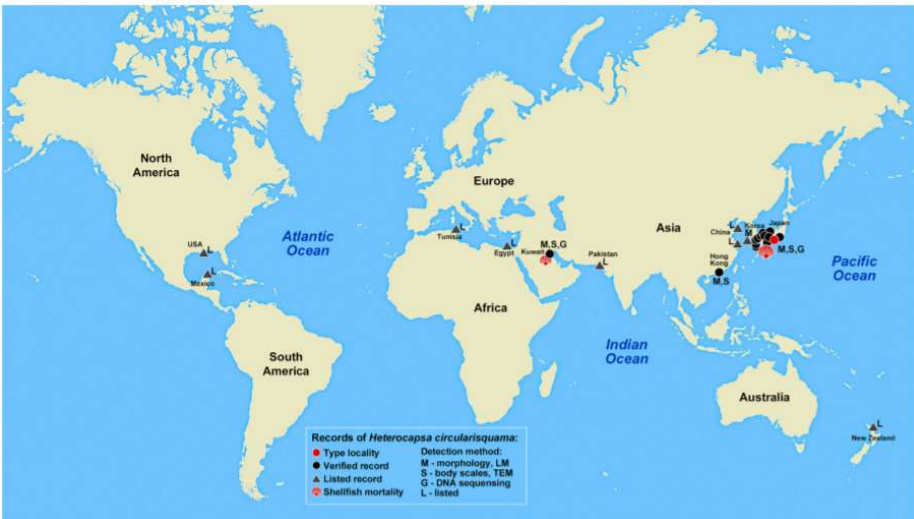 North
America
Europe
Asia
Korea
Japan
L
M
China
L
M,S,G
USA
L
Atlantic
Ocean
L
Tunisia
L
Egypt
M,S,G
Kuwait
Pakistan
L
Hong
Kong
M,S
Pacific
Ocean
L
Mexico
Africa
Indian
Ocean
South
America
Australia
L
New Zealand
Records of Heterocapsa circularisquama:
Type locality
Verified record
Listed record
Shellfish mortality
Detection method:
M - morphology, LM
S - body scales, TEM
G - DNA sequencing
L - listed